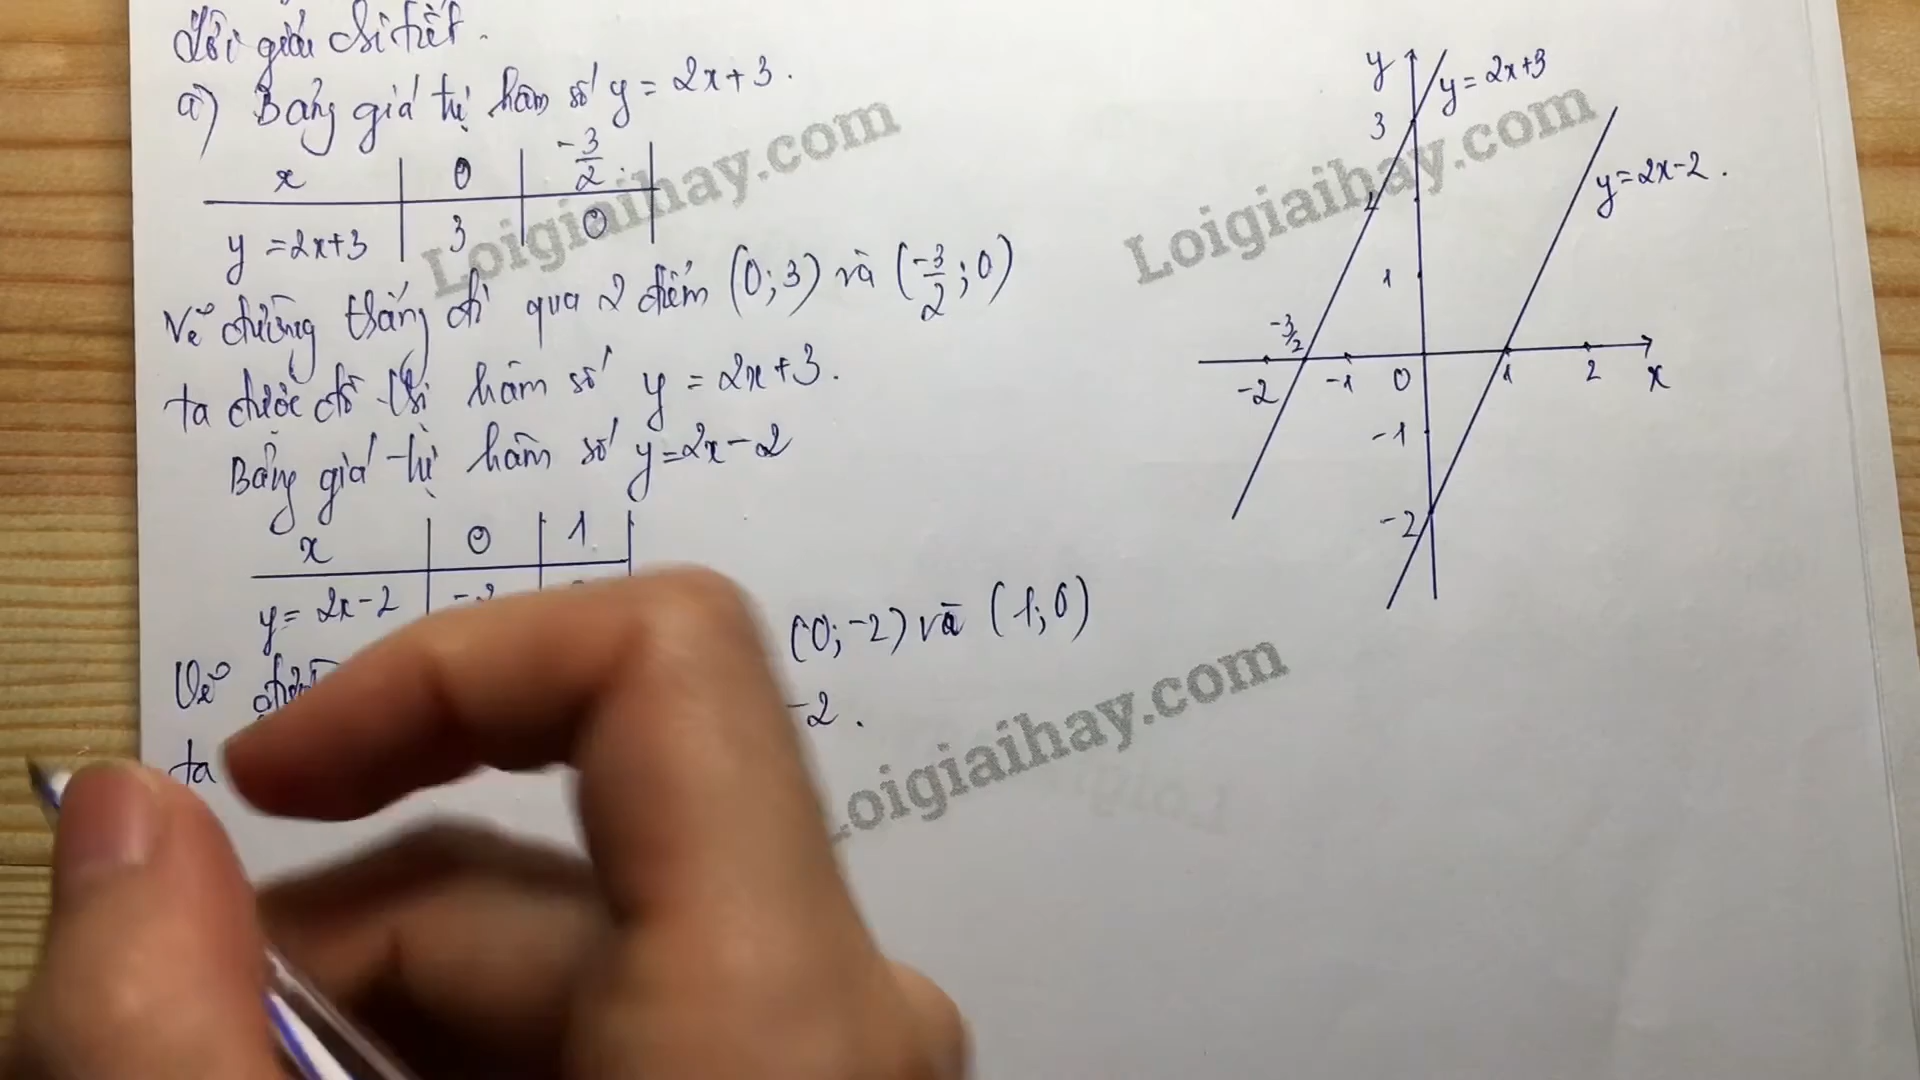 Lời giải chi tiết.
a) Bảng giá trị hàm số y = 2x+3.
x 0 -3/2
y = 2x+3 3 0
Vẽ đường thẳng đi qua 2 điểm (0; 3) và (-3/2; 0)
ta được đồ thị hàm số y = 2x+3.
Bảng giá trị hàm số y=2x-2
x 0 1
y = 2x-2 -2
Vẽ (0; -2) và (1; 0)
ta -2.
y
y = 2x+3
3
y=2x-2.
2
1
-3/2
-2 -1 0 1 2 x
-1
-2
Loigiaihay.com
Loigiaihay.com
Loigiaihay.com